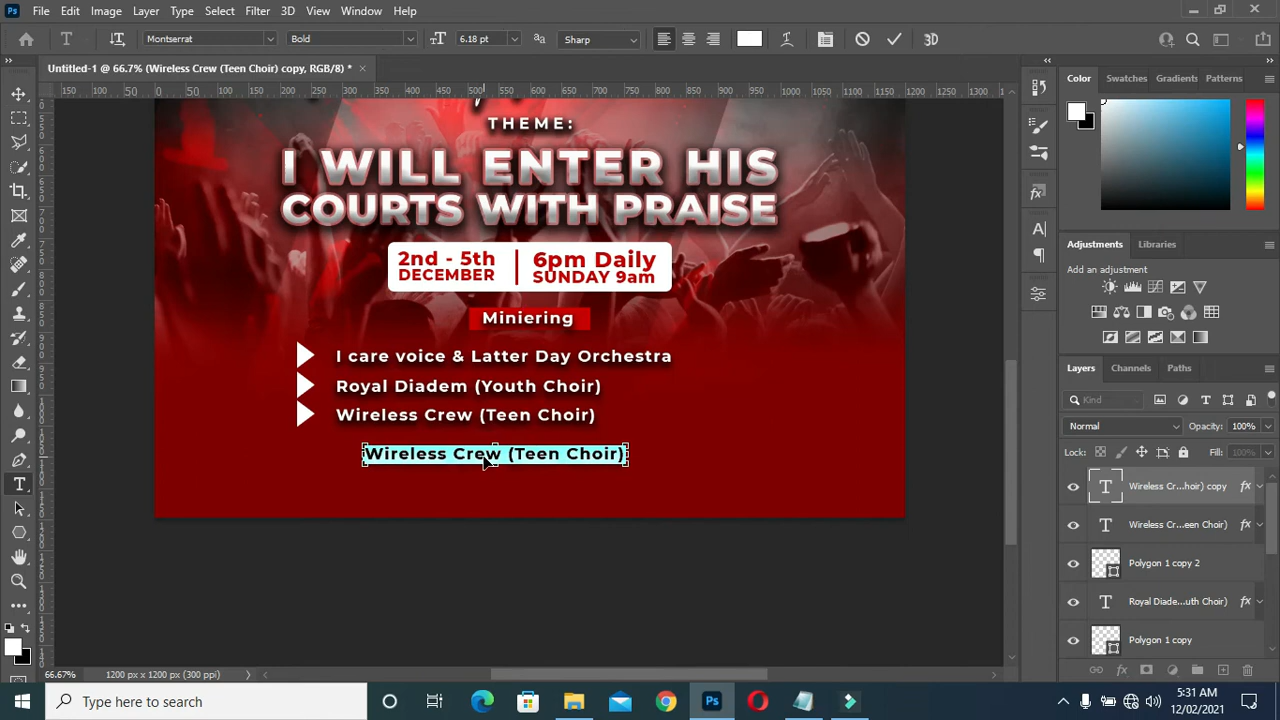 Ps File Edit Image Layer Type Select Filter 3D View Window Help
T Montserrat Bold 6.18 pt Sharp 3D
Untitled-1 @ 66.7% (Wireless Crew (Teen Choir) copy, RGB/8) *
Color Swatches Gradients Patterns
THEME:
I WILL ENTER HIS
COURTS WITH PRAISE
2nd - 5th
DECEMBER
6pm Daily
SUNDAY 9am
Miniering
I care voice & Latter Day Orchestra
Royal Diadem (Youth Choir)
Wireless Crew (Teen Choir)
Wireless Crew (Teen Choir)
Adjustments Libraries
Add an adjustment
Layers Channels Paths
Kind
Normal Opacity: 100%
Lock: Fill: 100%
Wireless Cr...hoir) copy fx
Wireless Cr...een Choir) fx
Polygon 1 copy 2
Royal Diade...uth Choir) fx
Polygon 1 copy
66.67% 1200 px x 1200 px (300 ppi)
Type here to search
Ps
5:31 AM
12/02/2021